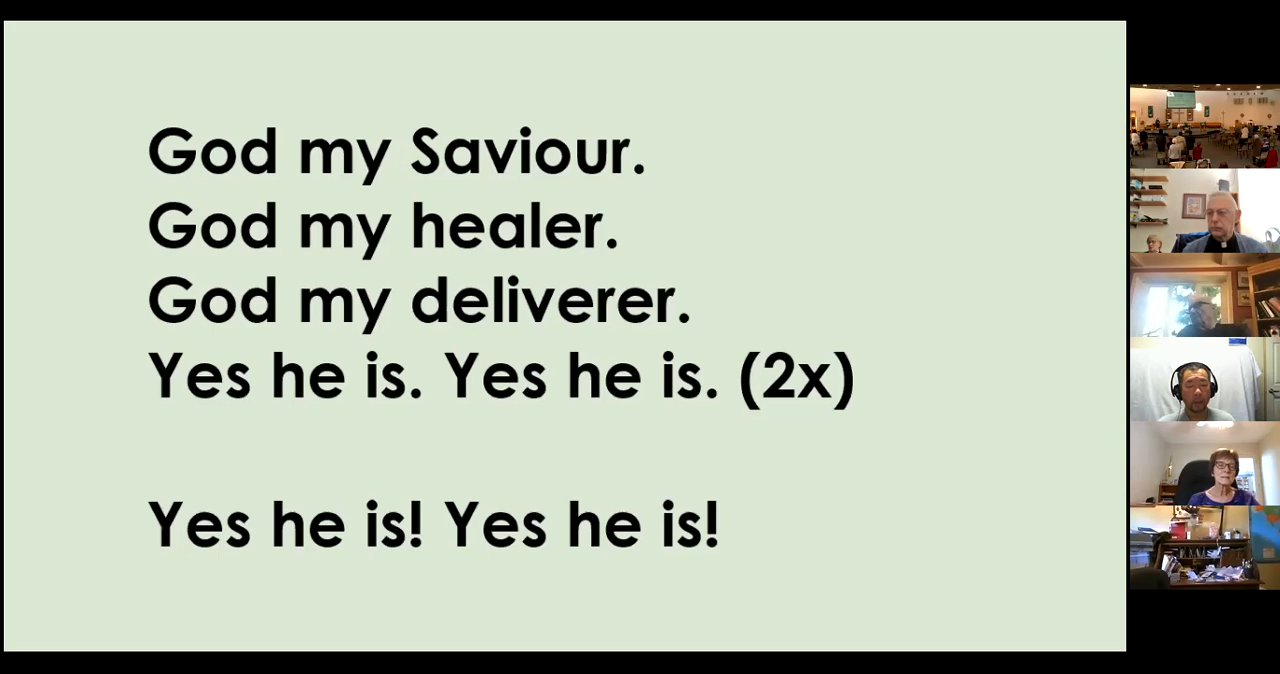 God my Saviour.
God my healer.
God my deliverer.
Yes he is. Yes he is. (2x)
Yes he is! Yes he is!